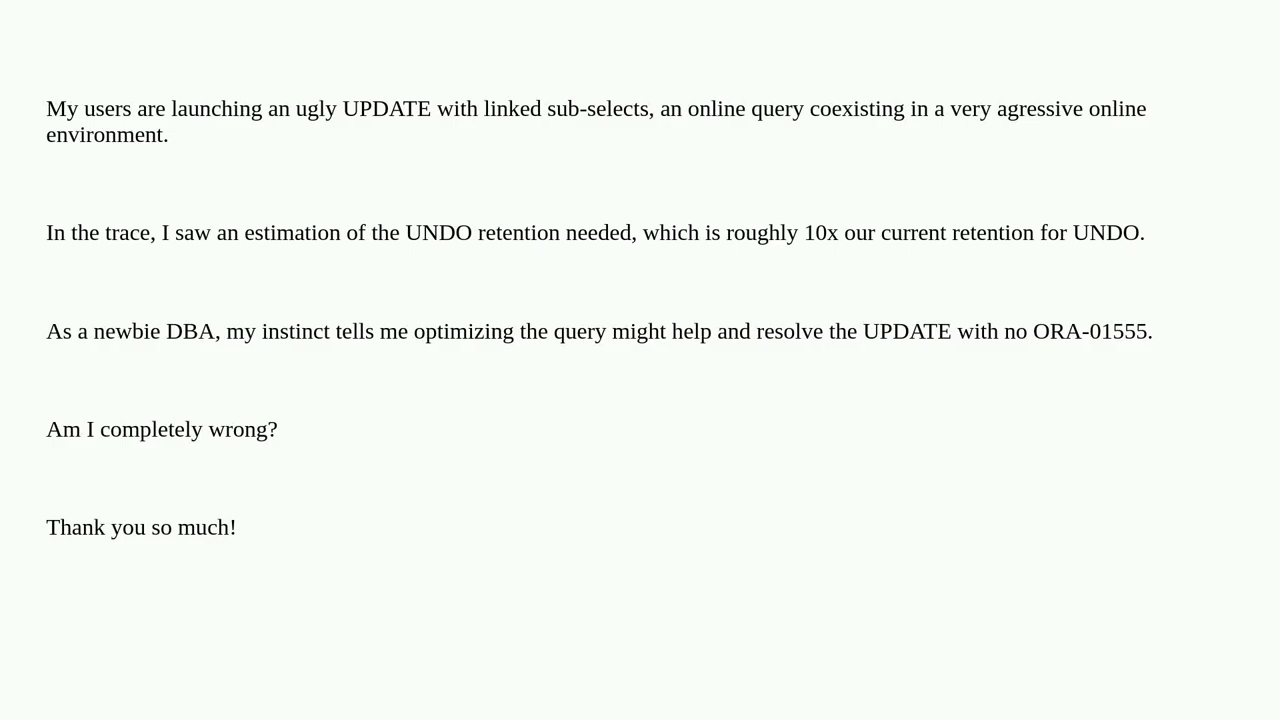 My users are launching an ugly UPDATE with linked sub-selects, an online query coexisting in a very agressive online
environment.
In the trace, I saw an estimation of the UNDO retention needed, which is roughly 10x our current retention for UNDO.
As a newbie DBA, my instinct tells me optimizing the query might help and resolve the UPDATE with no ORA-01555.
Am I completely wrong?
Thank you so much!